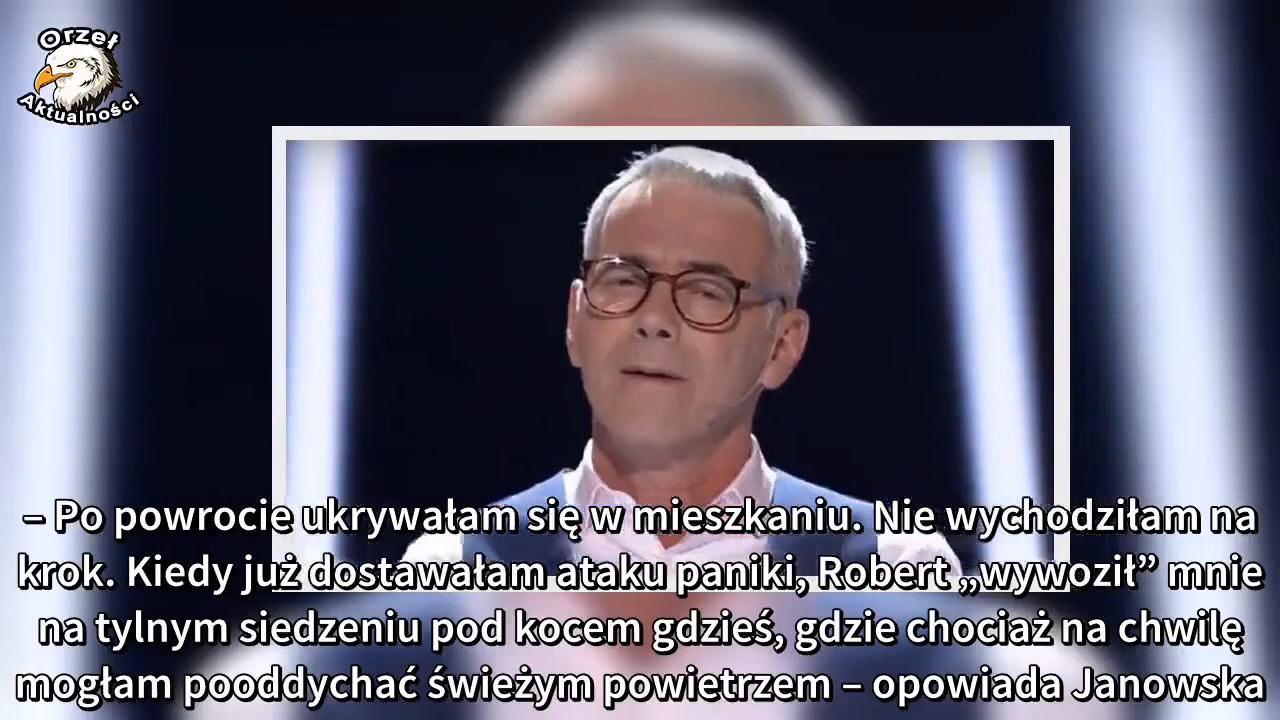 Orzeł
Aktualności
– Po powrocie ukrywałam się w mieszkaniu. Nie wychodziłam na
krok. Kiedy już dostawałam ataku paniki, Robert „wywoził” mnie
na tylnym siedzeniu pod kocem gdzieś, gdzie chociaż na chwilę
mogłam pooddychać świeżym powietrzem – opowiada Janowska